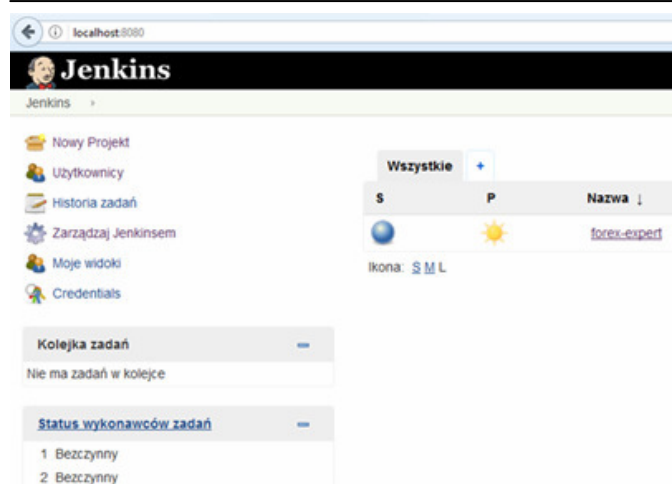 localhost:8080
Jenkins
Jenkins
Nowy Projekt
Użytkownicy
Historia zadań
Zarządzaj Jenkinsem
Moje widoki
Credentials
Kolejka zadań
Nie ma zadań w kolejce
Status wykonawców zadań
1 Bezczynny
2 Bezczynny
Wszystkie +
S P Nazwa ↓
forex-expert
Ikona: S M L